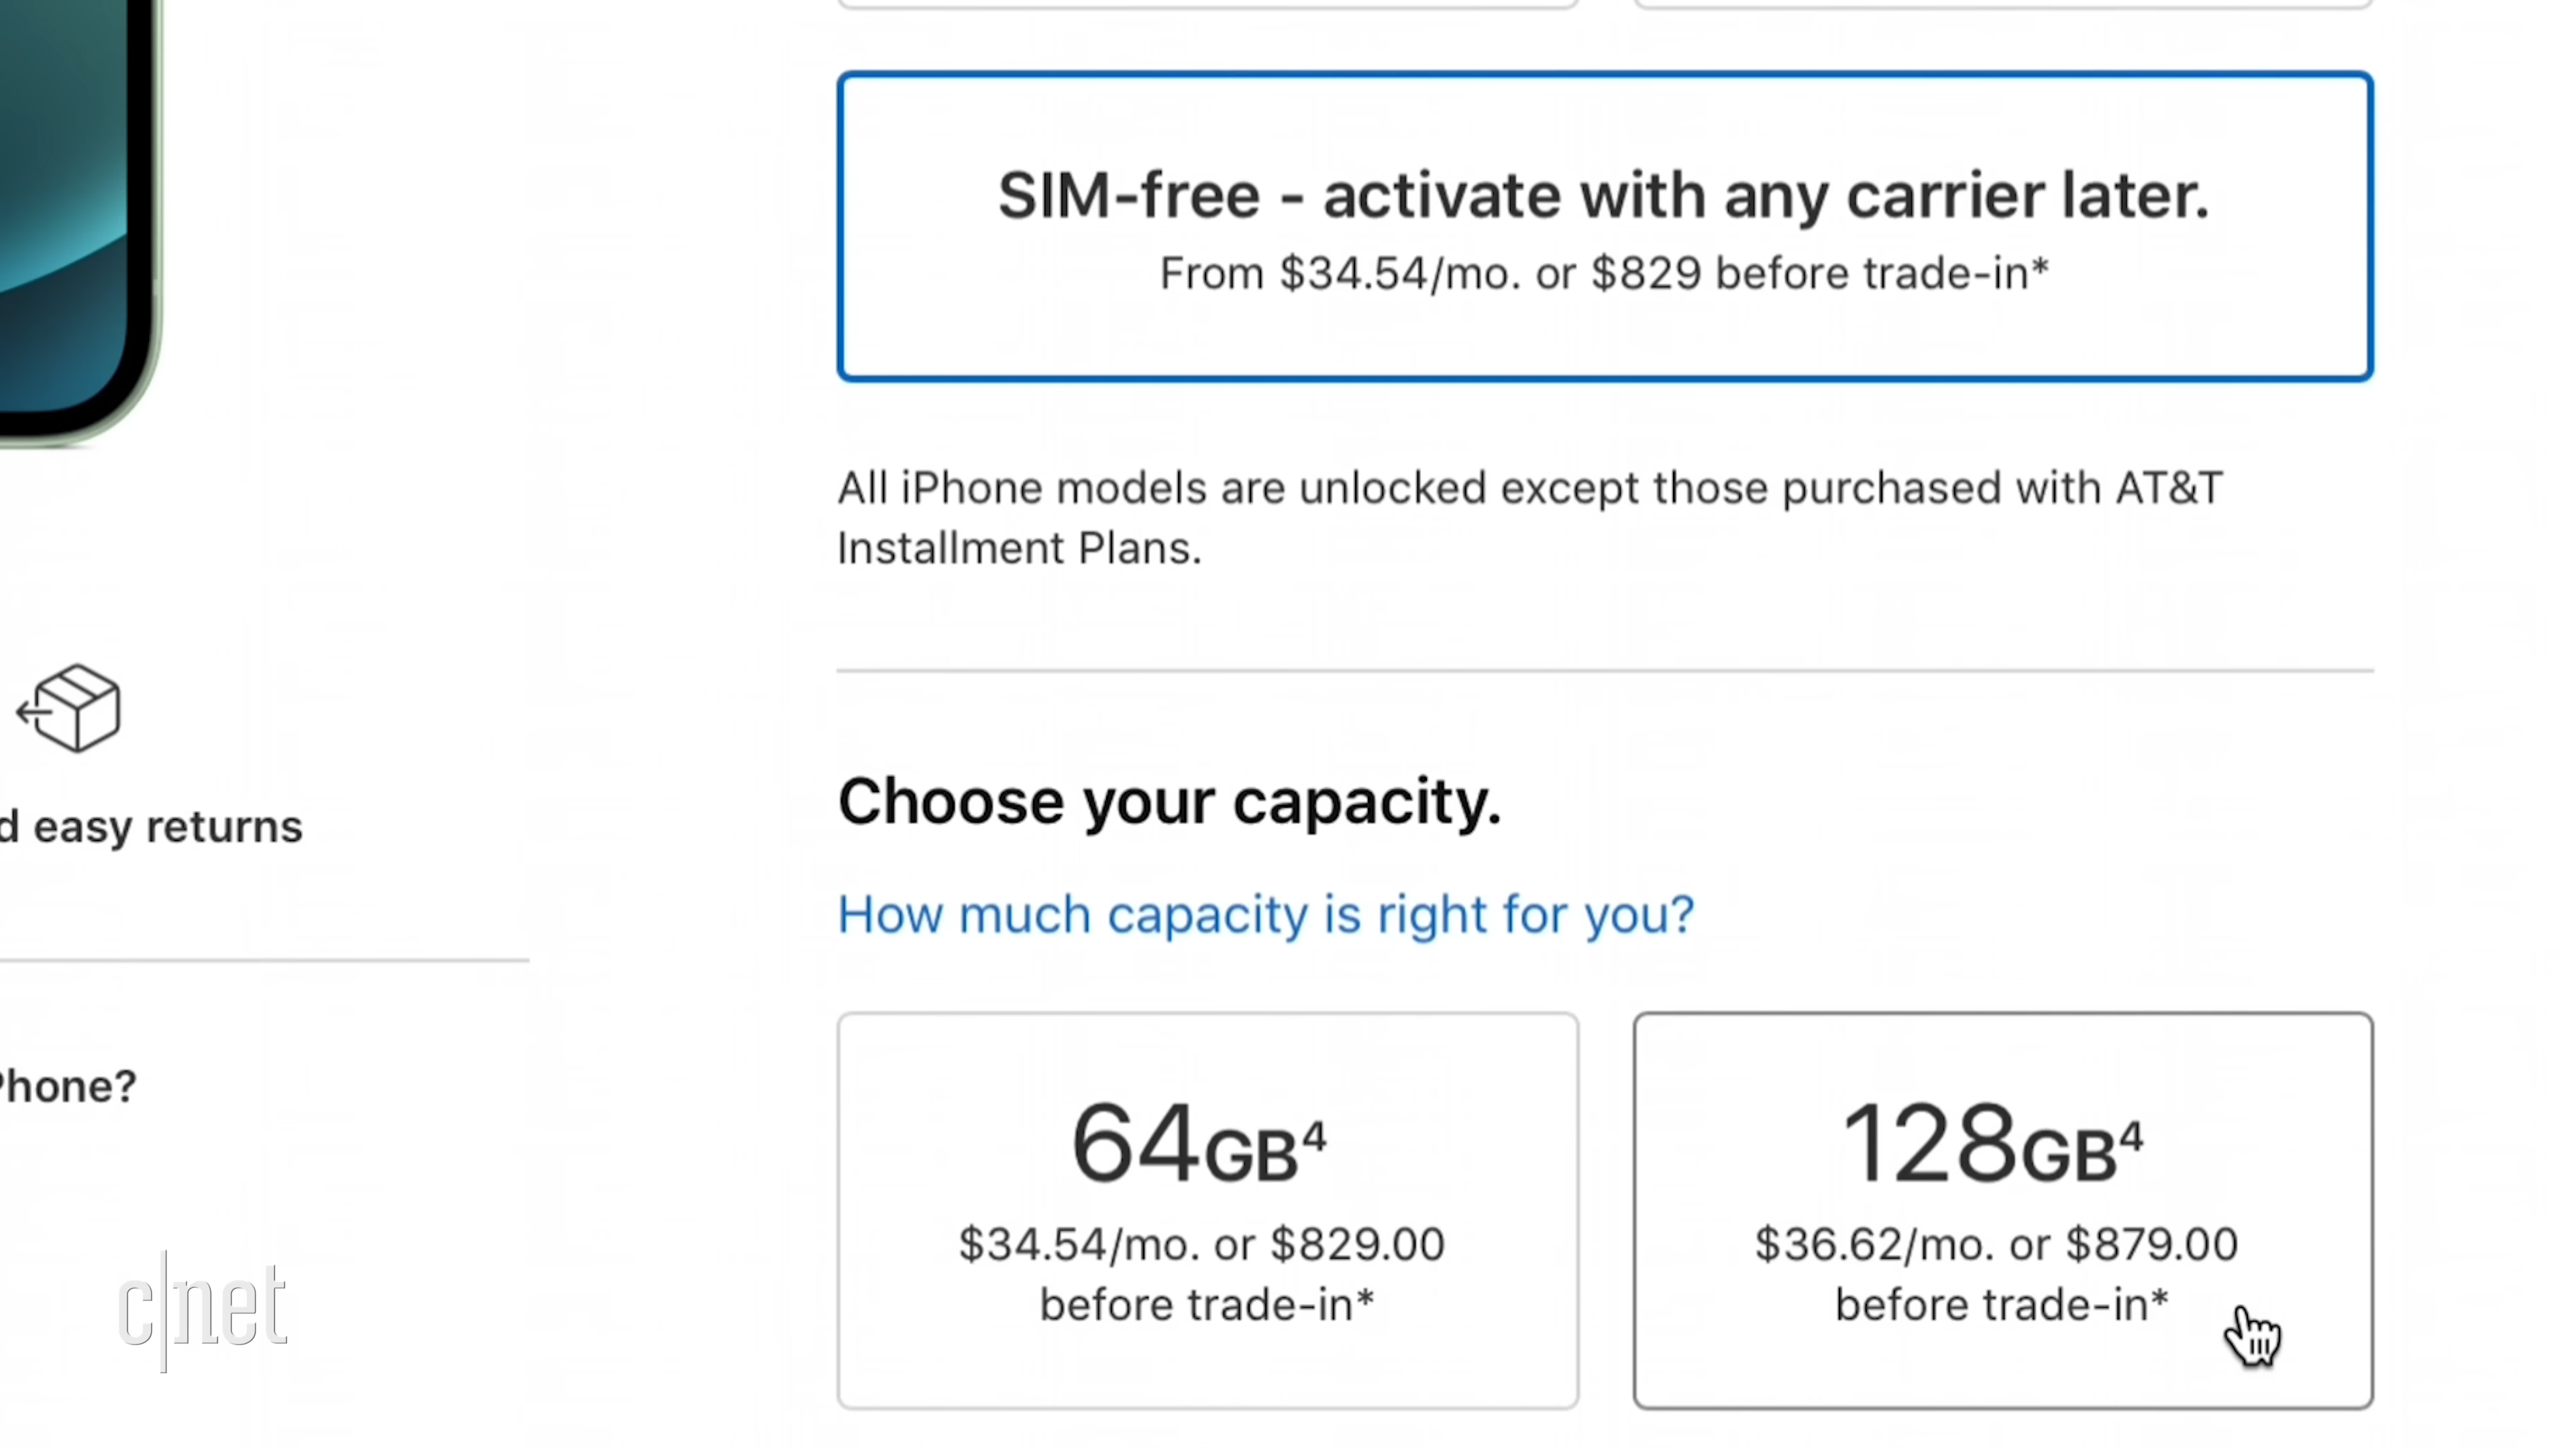 SIM-free - activate with any carrier later.
From $34.54/mo. or $829 before trade-in*
All iPhone models are unlocked except those purchased with AT&T
Installment Plans.
d easy returns
Choose your capacity.
How much capacity is right for you?
Phone?
64GB⁴
$34.54/mo. or $829.00
before trade-in*
128GB⁴
$36.62/mo. or $879.00
before trade-in*
c|net